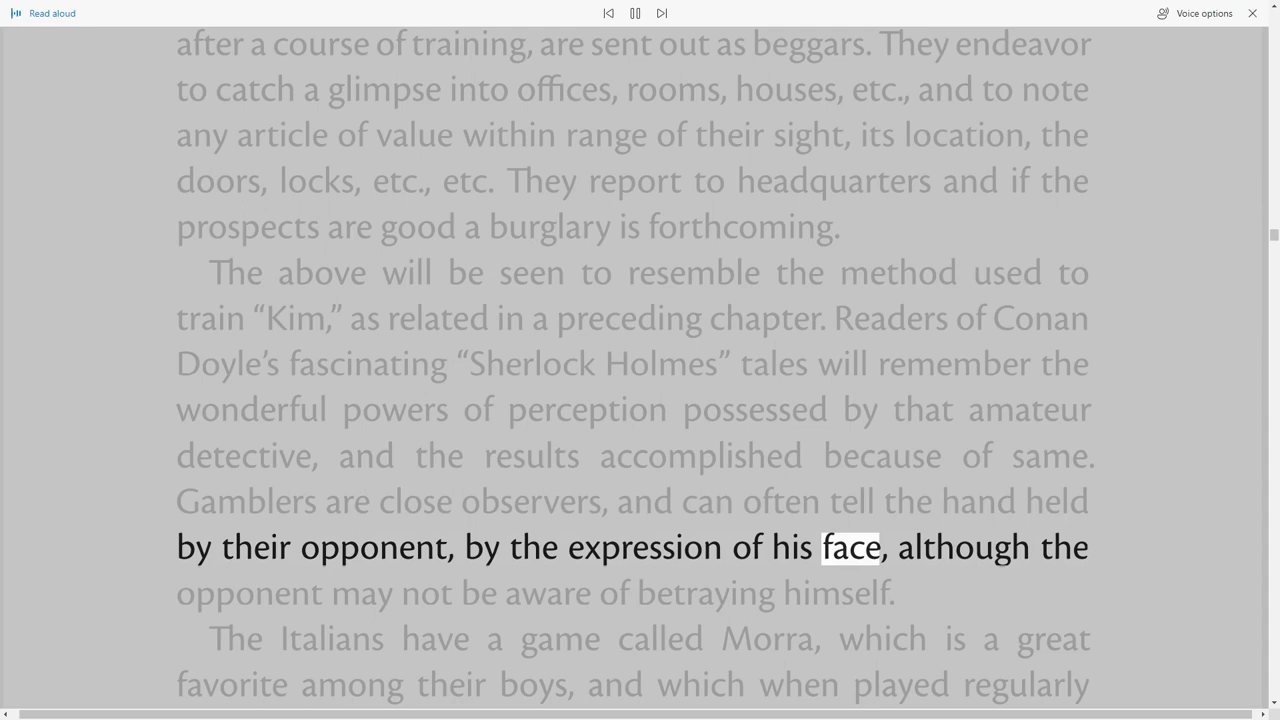 Read aloud
Voice options
after a course of training, are sent out as beggars. They endeavor
to catch a glimpse into offices, rooms, houses, etc., and to note
any article of value within range of their sight, its location, the
doors, locks, etc., etc. They report to headquarters and if the
prospects are good a burglary is forthcoming.
The above will be seen to resemble the method used to
train “Kim,” as related in a preceding chapter. Readers of Conan
Doyle’s fascinating “Sherlock Holmes” tales will remember the
wonderful powers of perception possessed by that amateur
detective, and the results accomplished because of same.
Gamblers are close observers, and can often tell the hand held
by their opponent, by the expression of his face, although the
opponent may not be aware of betraying himself.
The Italians have a game called Morra, which is a great
favorite among their boys, and which when played regularly